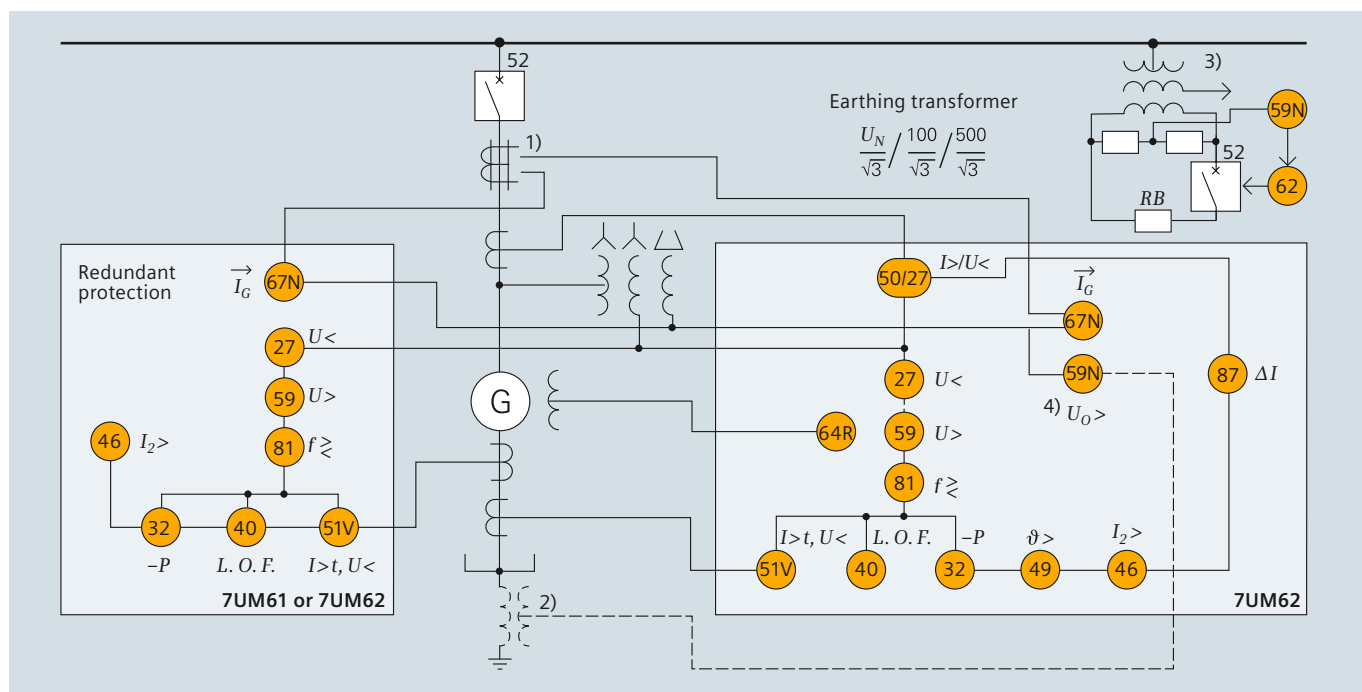 52
1)
Earthing transformer
U_N/√3 / 100/√3 / 500/√3
3)
59N
52
62
RB
Redundant
protection
I_G
67N
27
U<
59
U>
81
f ≷
46
I₂>
32
40
51V
–P
L. O. F.
I>t, U<
7UM61 or 7UM62
G
2)
50/27
I>/U<
I_G
67N
27
U<
59N
4) U_O>
87
ΔI
64R
59
U>
81
f ≷
I>t, U<
L. O. F.
–P
ϑ>
I₂>
51V
40
32
49
46
7UM62